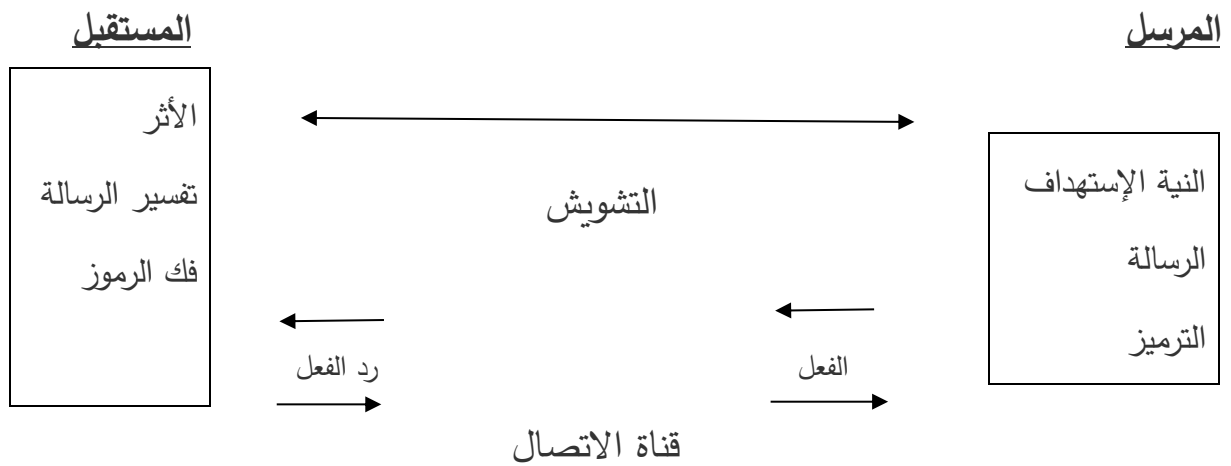 المرسل
المستقبل
النية الإستهداف
الرسالة
الترميز
التشويش
الأثر
تفسير الرسالة
فك الرموز
الفعل
رد الفعل
قناة الاتصال